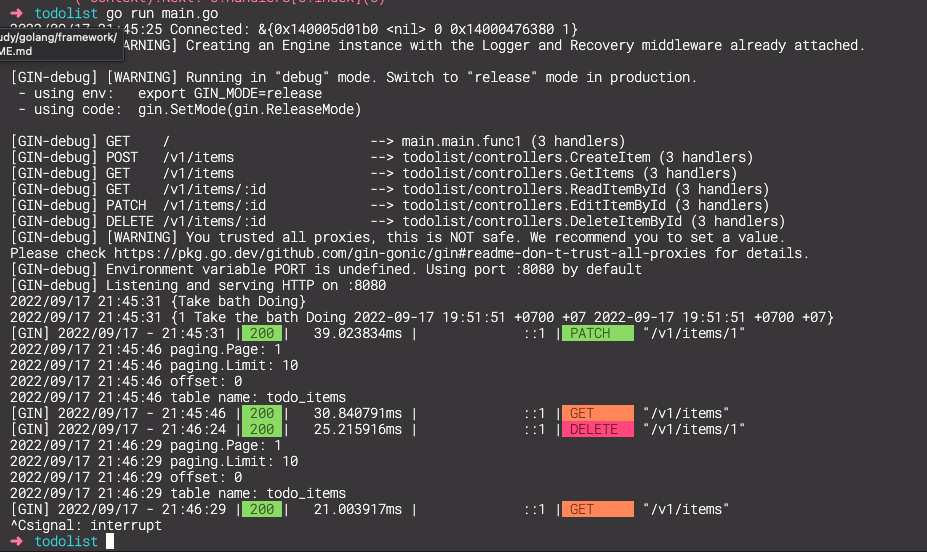 ➜  todolist go run main.go
2022/09/17 21:45:25 Connected: &{0x140005d01b0 <nil> 0 0x14000476380 1}
udy/golang/framework/
ME.md
ARNING] Creating an Engine instance with the Logger and Recovery middleware already attached.
[GIN-debug] [WARNING] Running in "debug" mode. Switch to "release" mode in production.
 - using env:   export GIN_MODE=release
 - using code:  gin.SetMode(gin.ReleaseMode)
[GIN-debug] GET    /                         --> main.main.func1 (3 handlers)
[GIN-debug] POST   /v1/items                 --> todolist/controllers.CreateItem (3 handlers)
[GIN-debug] GET    /v1/items                 --> todolist/controllers.GetItems (3 handlers)
[GIN-debug] GET    /v1/items/:id             --> todolist/controllers.ReadItemById (3 handlers)
[GIN-debug] PATCH  /v1/items/:id             --> todolist/controllers.EditItemById (3 handlers)
[GIN-debug] DELETE /v1/items/:id             --> todolist/controllers.DeleteItemById (3 handlers)
[GIN-debug] [WARNING] You trusted all proxies, this is NOT safe. We recommend you to set a value.
Please check https://pkg.go.dev/github.com/gin-gonic/gin#readme-don-t-trust-all-proxies for details.
[GIN-debug] Environment variable PORT is undefined. Using port :8080 by default
[GIN-debug] Listening and serving HTTP on :8080
2022/09/17 21:45:31 {Take bath Doing}
2022/09/17 21:45:31 {1 Take the bath Doing 2022-09-17 19:51:51 +0700 +07 2022-09-17 19:51:51 +0700 +07}
[GIN] 2022/09/17 - 21:45:31 | 200 |   39.023834ms |             ::1 | PATCH    "/v1/items/1"
2022/09/17 21:45:46 paging.Page: 1
2022/09/17 21:45:46 paging.Limit: 10
2022/09/17 21:45:46 offset: 0
2022/09/17 21:45:46 table name: todo_items
[GIN] 2022/09/17 - 21:45:46 | 200 |   30.840791ms |             ::1 | GET      "/v1/items"
[GIN] 2022/09/17 - 21:46:24 | 200 |   25.215916ms |             ::1 | DELETE   "/v1/items/1"
2022/09/17 21:46:29 paging.Page: 1
2022/09/17 21:46:29 paging.Limit: 10
2022/09/17 21:46:29 offset: 0
2022/09/17 21:46:29 table name: todo_items
[GIN] 2022/09/17 - 21:46:29 | 200 |   21.003917ms |             ::1 | GET      "/v1/items"
^Csignal: interrupt
➜  todolist